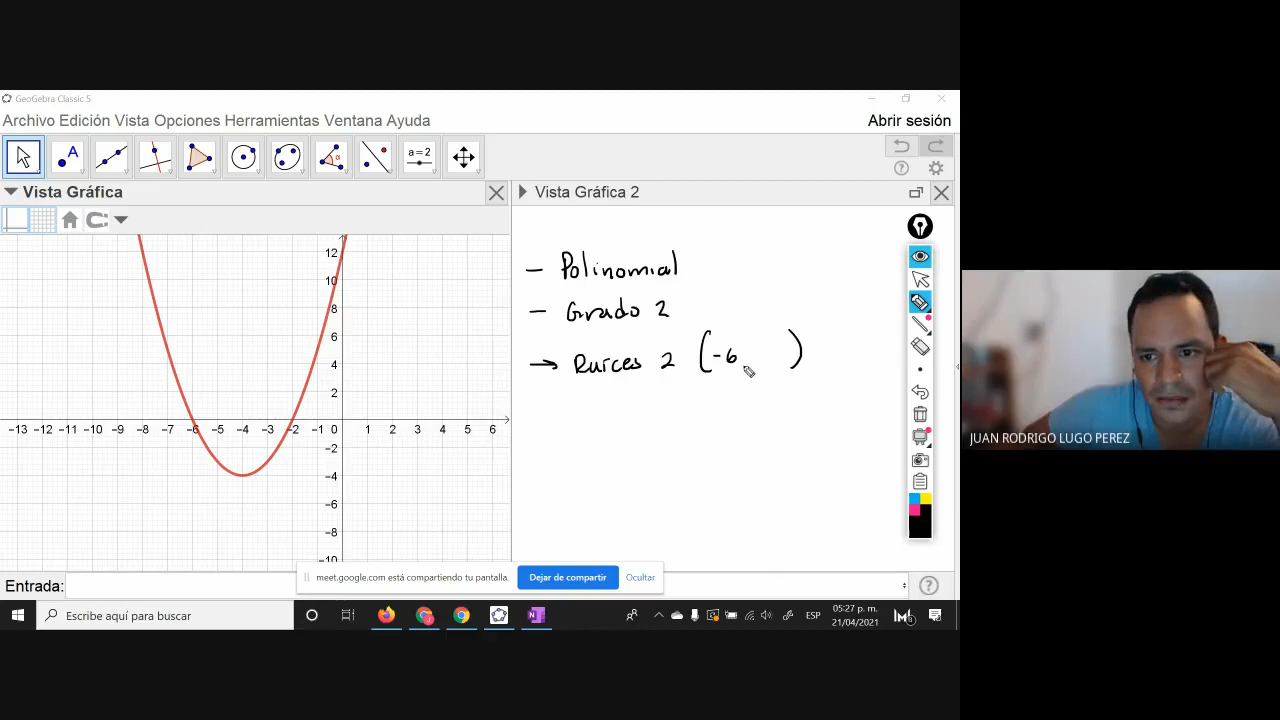 GeoGebra Classic 5
Archivo Edición Vista Opciones Herramientas Ventana Ayuda
Abrir sesión
A
α
a=2
Vista Gráfica
Vista Gráfica 2
12
10
8
6
4
2
−13 −12 −11 −10 −9 −8 −7 −6 −5 −4 −3 −2 −1 0 1 2 3 4 5 6
−2
−4
−6
−8
−10
– Polinomial
– Grado 2
→ Raíces 2 (-6 )
JUAN RODRIGO LUGO PEREZ
meet.google.com está compartiendo tu pantalla.
Dejar de compartir
Ocultar
Entrada:
Escribe aquí para buscar
ESP
05:27 p. m.
21/04/2021